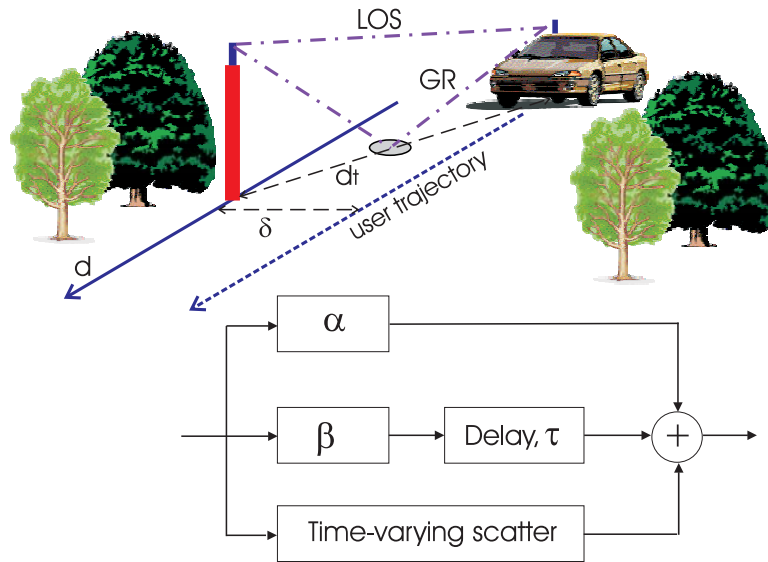 LOS
GR
dt
user trajectory
δ
d
α
β
Delay, τ
+
Time-varying scatter